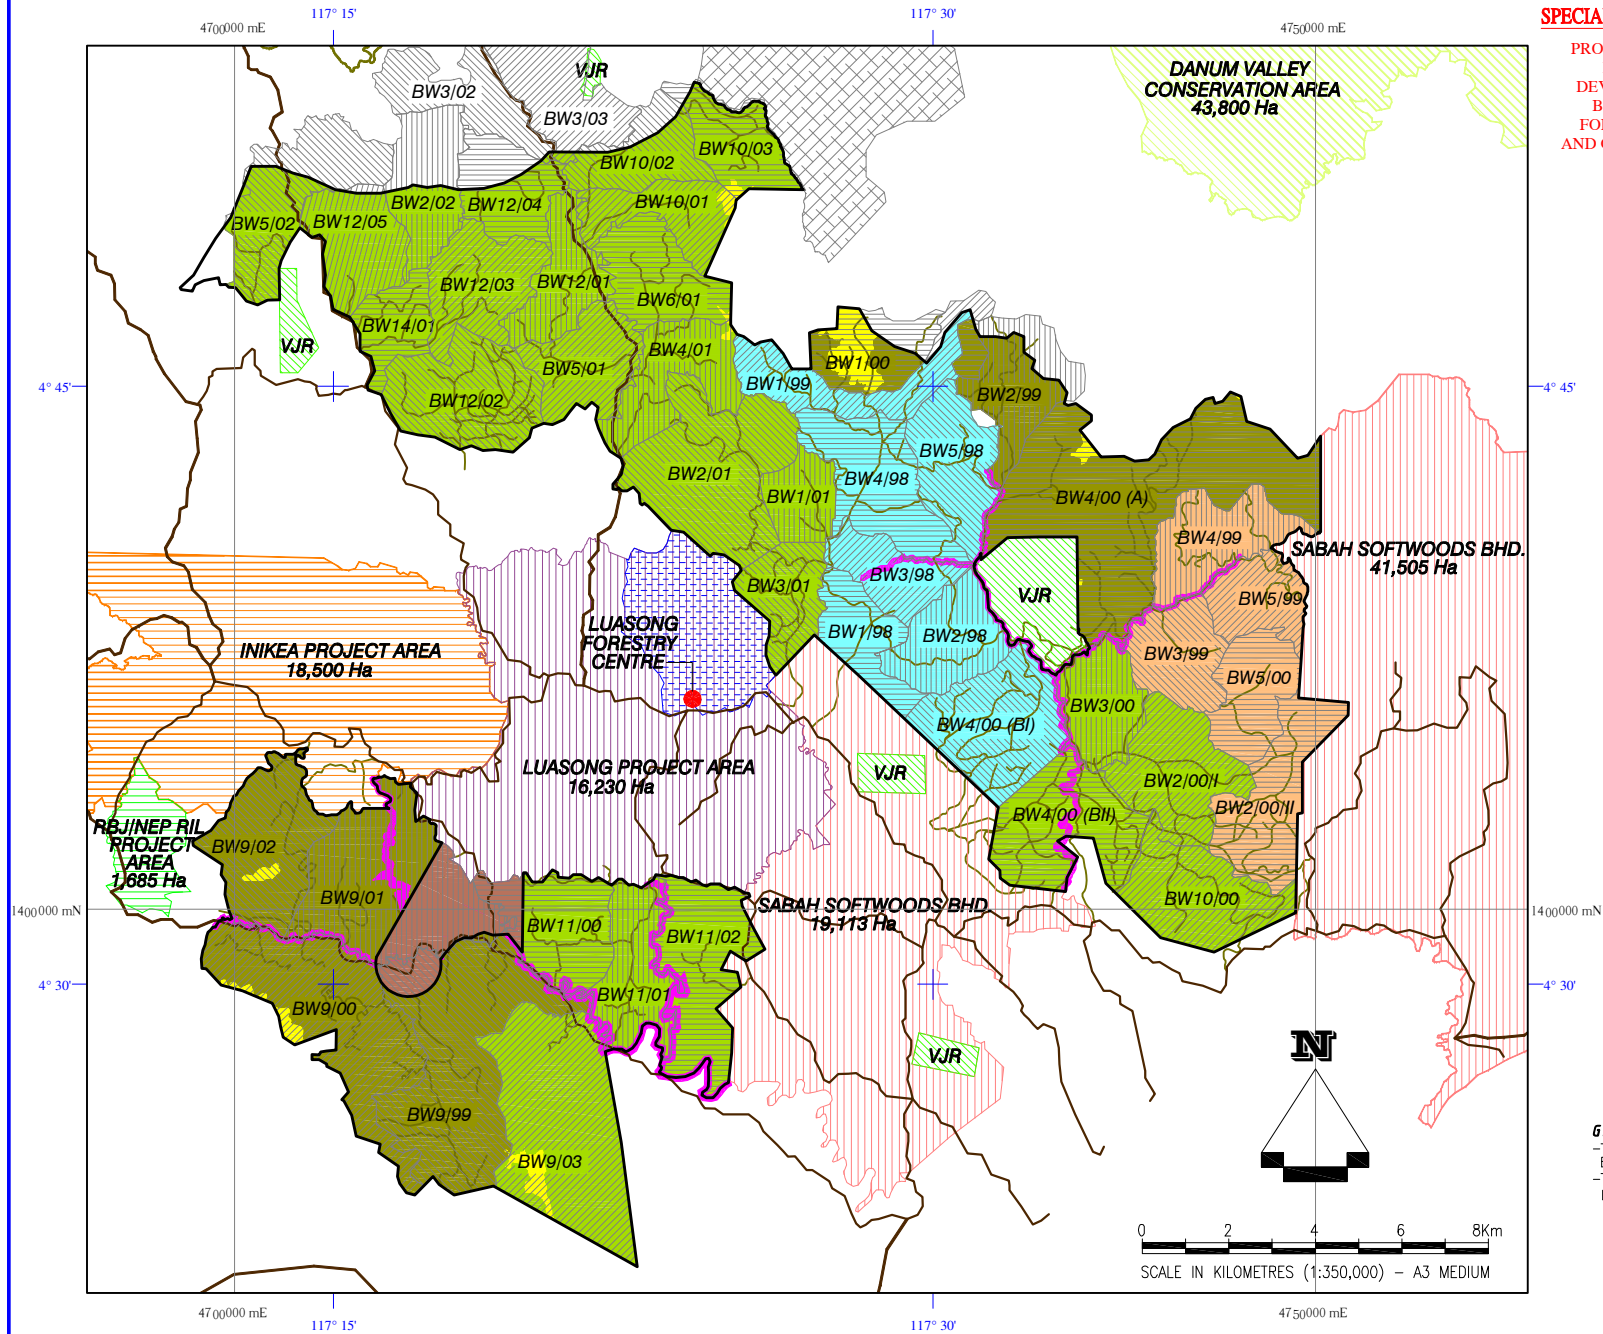 117° 15'
117° 30'
4700000 mE
4750000 mE
SPECIA
PRO
DEV
B
FO
AND
VJR
DANUM VALLEY
CONSERVATION AREA
43,800 Ha
BW3/02
BW3/03
BW10/02
BW10/03
BW10/01
BW5/02
BW12/05
BW2/02
BW12/04
BW12/03
BW12/01
BW6/01
BW14/01
VJR
BW4/01
BW5/01
BW12/02
BW1/99
BW1/00
BW2/99
4° 45'
4° 45'
BW2/01
BW1/01
BW4/98
BW5/98
BW4/00 (A)
BW4/99
SABAH SOFTWOODS BHD.
41,505 Ha
BW3/01
BW3/98
VJR
BW5/99
LUASONG
FORESTRY
CENTRE
BW1/98
BW2/98
BW3/99
INIKEA PROJECT AREA
18,500 Ha
BW5/00
BW3/00
BW4/00 (BI)
LUASONG PROJECT AREA
16,230 Ha
VJR
BW2/00/I
BW2/00/II
BW4/00 (BII)
RBJ/NEP RIL
PROJECT
AREA
1,685 Ha
BW9/02
BW9/01
BW10/00
SABAH SOFTWOODS BHD
19,113 Ha
1400000 mN
1400000 mN
BW11/00
BW11/02
4° 30'
4° 30'
BW11/01
BW9/00
VJR
N
BW9/99
BW9/03
G
0 2 4 6 8Km
SCALE IN KILOMETRES (1:350,000) – A3 MEDIUM
4700000 mE
4750000 mE
117° 15'
117° 30'